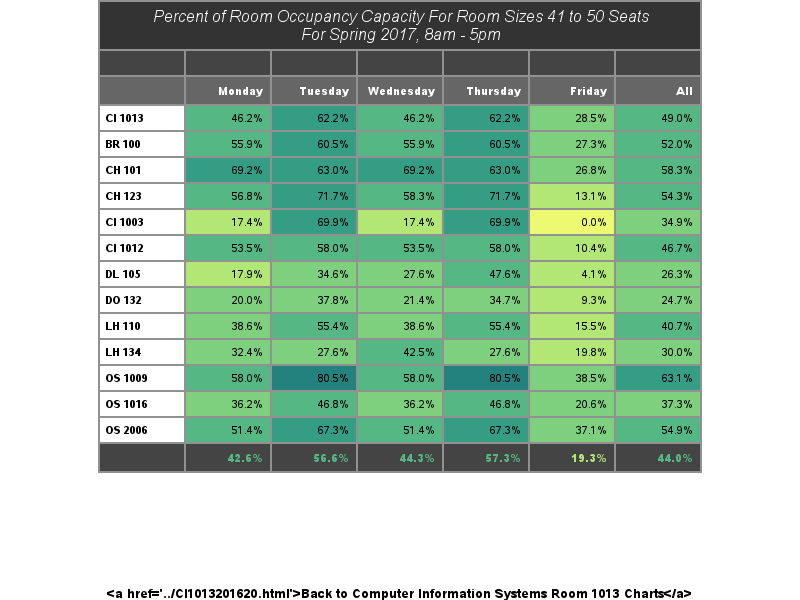 Percent of Room Occupancy Capacity For Room Sizes 41 to 50 Seats
For Spring 2017, 8am - 5pm
Monday Tuesday Wednesday Thursday Friday All
CI 1013 46.2% 62.2% 46.2% 62.2% 28.5% 49.0%
BR 100 55.9% 60.5% 55.9% 60.5% 27.3% 52.0%
CH 101 69.2% 63.0% 69.2% 63.0% 26.8% 58.3%
CH 123 56.8% 71.7% 58.3% 71.7% 13.1% 54.3%
CI 1003 17.4% 69.9% 17.4% 69.9% 0.0% 34.9%
CI 1012 53.5% 58.0% 53.5% 58.0% 10.4% 46.7%
DL 105 17.9% 34.6% 27.6% 47.6% 4.1% 26.3%
DO 132 20.0% 37.8% 21.4% 34.7% 9.3% 24.7%
LH 110 38.6% 55.4% 38.6% 55.4% 15.5% 40.7%
LH 134 32.4% 27.6% 42.5% 27.6% 19.8% 30.0%
OS 1009 58.0% 80.5% 58.0% 80.5% 38.5% 63.1%
OS 1016 36.2% 46.8% 36.2% 46.8% 20.6% 37.3%
OS 2006 51.4% 67.3% 51.4% 67.3% 37.1% 54.9%
42.6% 56.6% 44.3% 57.3% 19.3% 44.0%
<a href='../CI1013201620.html'>Back to Computer Information Systems Room 1013 Charts</a>